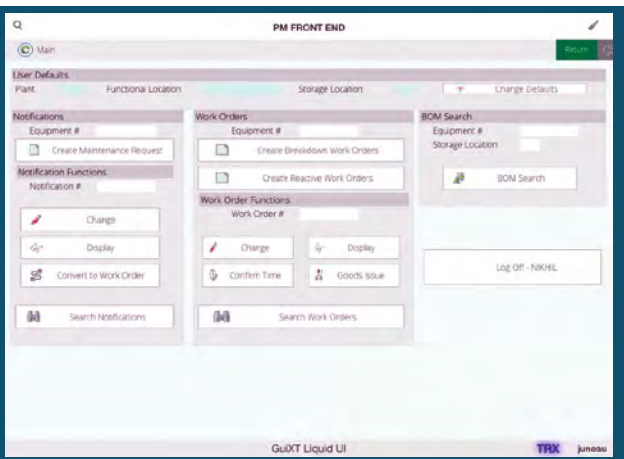 PM FRONT END
Main
Return
User Defaults
Plant Functional Location Storage Location Change Defaults
Notifications
Equipment #
Create Maintenance Request
Notification Functions
Notification #
Change
Display
Convert to Work Order
Search Notifications
Work Orders
Equipment #
Create Breakdown Work Orders
Create Reactive Work Orders
Work Order Functions
Work Order #
Change Display
Confirm Time Goods Issue
Search Work Orders
BOM Search
Equipment #
Storage Location
BOM Search
Log Off - NIKHIL
GuiXT Liquid UI TRX juneau